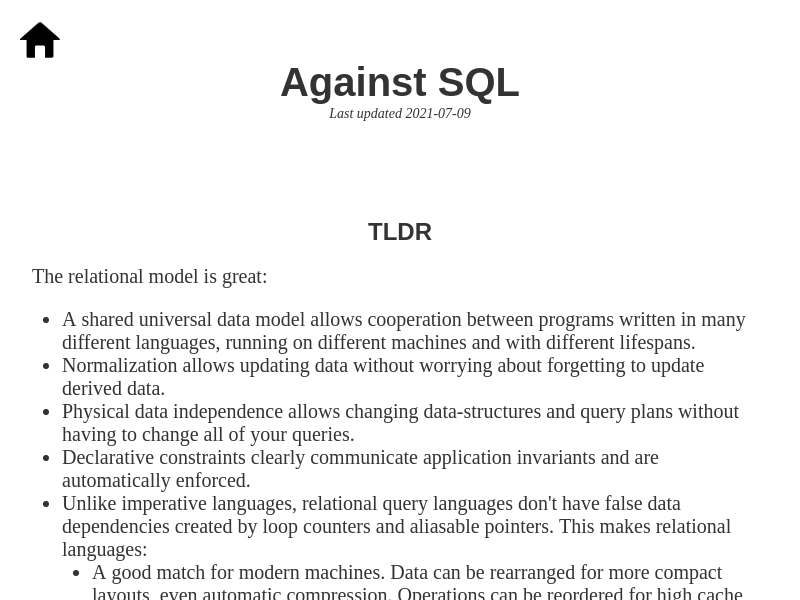 Against SQL
Last updated 2021-07-09
TLDR
The relational model is great:
• A shared universal data model allows cooperation between programs written in many
different languages, running on different machines and with different lifespans.
• Normalization allows updating data without worrying about forgetting to update
derived data.
• Physical data independence allows changing data-structures and query plans without
having to change all of your queries.
• Declarative constraints clearly communicate application invariants and are
automatically enforced.
• Unlike imperative languages, relational query languages don't have false data
dependencies created by loop counters and aliasable pointers. This makes relational
languages:
• A good match for modern machines. Data can be rearranged for more compact
layouts, even automatic compression. Operations can be reordered for high cache